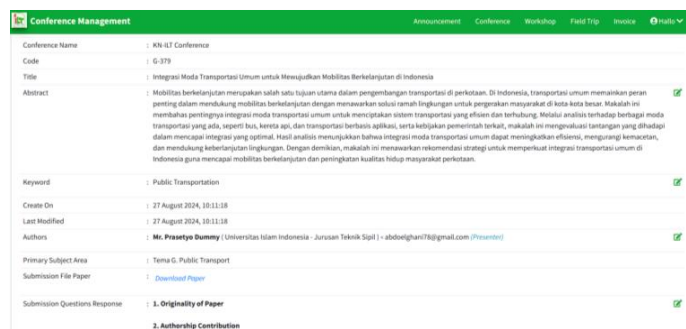 Conference Management
Announcement Conference Workshop Field Trip Invoice Hallo
Conference Name : KN-ILT Conference
Code : G-379
Title : Integrasi Moda Transportasi Umum untuk Mewujudkan Mobilitas Berkelanjutan di Indonesia
Abstract : Mobilitas berkelanjutan merupakan salah satu tujuan utama dalam pengembangan transportasi di perkotaan. Di Indonesia, transportasi umum memainkan peran
penting dalam mendukung mobilitas berkelanjutan dengan menawarkan solusi ramah lingkungan untuk pergerakan masyarakat di kota-kota besar. Makalah ini
membahas pentingnya integrasi moda transportasi umum untuk menciptakan sistem transportasi yang efisien dan terhubung. Melalui analisis terhadap berbagai moda
transportasi yang ada, seperti bus, kereta api, dan transportasi berbasis aplikasi, serta kebijakan pemerintah terkait, makalah ini mengevaluasi tantangan yang dihadapi
dalam mencapai integrasi yang optimal. Hasil analisis menunjukkan bahwa integrasi moda transportasi umum dapat meningkatkan efisiensi, mengurangi kemacetan,
dan mendukung keberlanjutan lingkungan. Dengan demikian, makalah ini menawarkan rekomendasi strategi untuk memperkuat integrasi transportasi umum di
Indonesia guna mencapai mobilitas berkelanjutan dan peningkatan kualitas hidup masyarakat perkotaan.
Keyword : Public Transportation
Create On : 27 August 2024, 10:11:18
Last Modified : 27 August 2024, 10:11:18
Authors : Mr. Prasetyo Dummy ( Universitas Islam Indonesia - Jurusan Teknik Sipil ) - abdoelghani78@gmail.com (Presenter)
Primary Subject Area : Tema G. Public Transport
Submission File Paper : Download Paper
Submission Questions Response : 1. Originality of Paper
2. Authorship Contribution